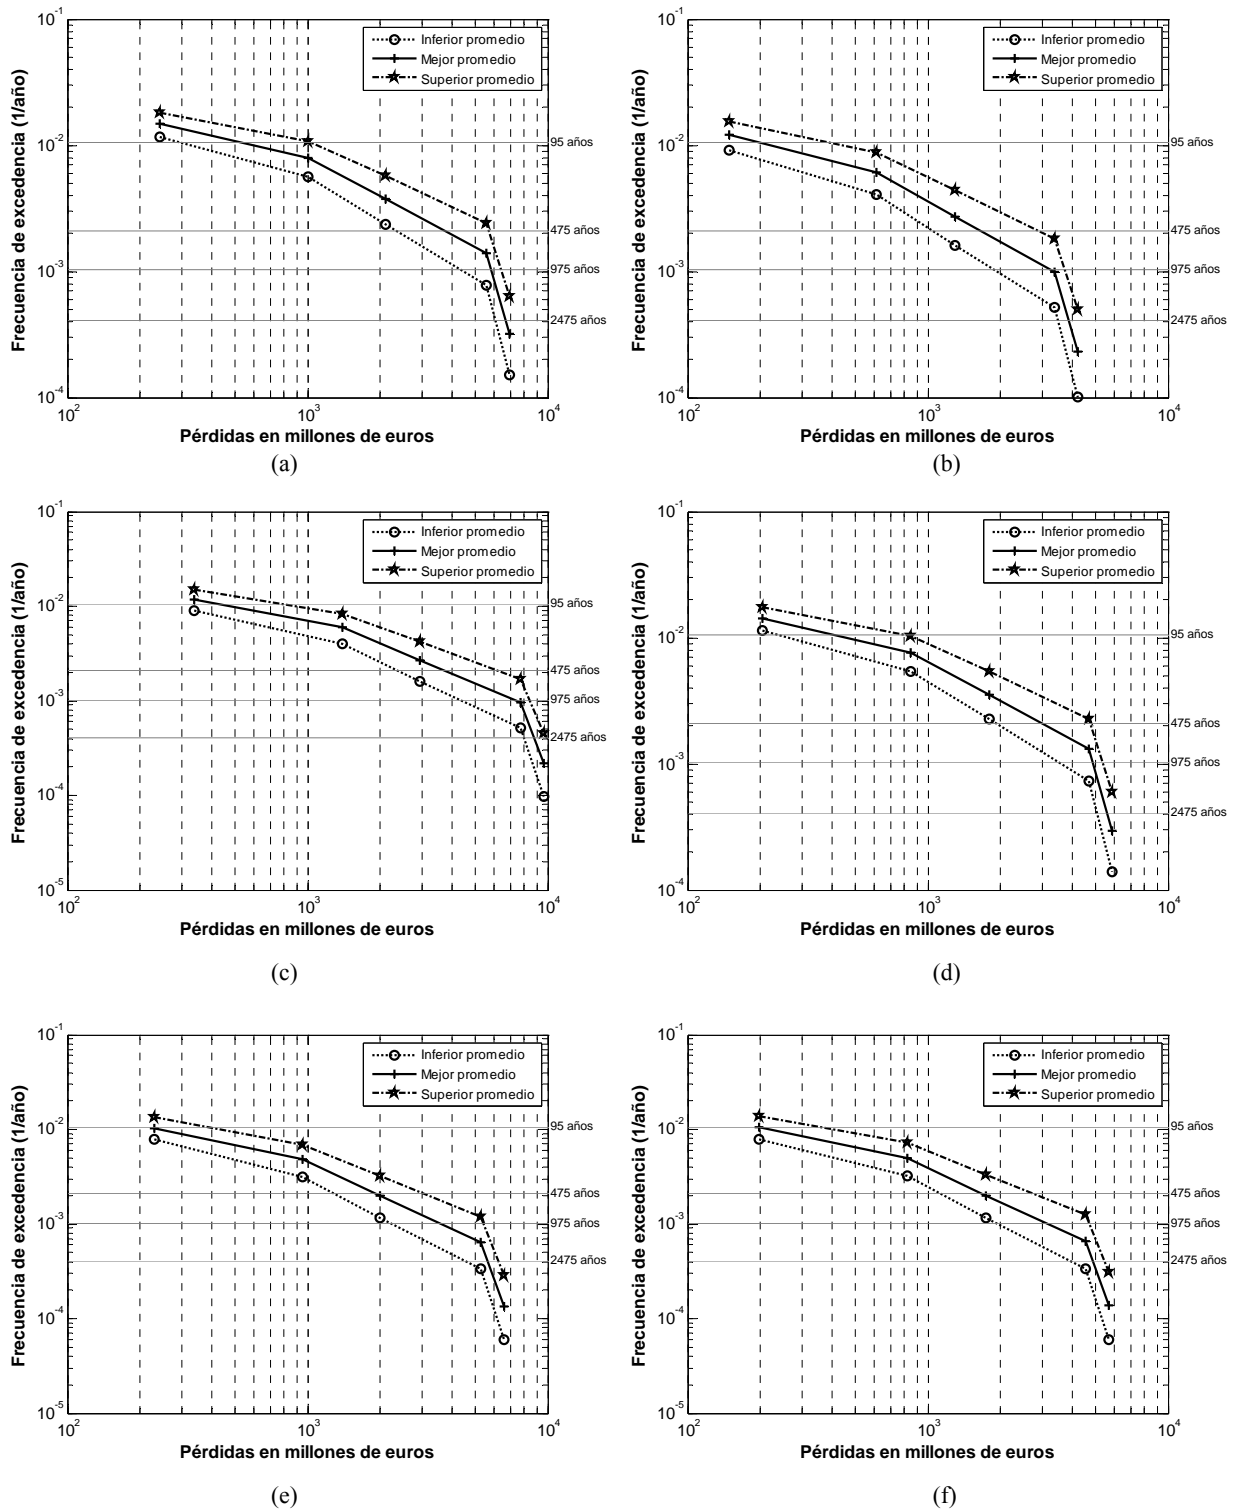 10^-1
Inferior promedio
Mejor promedio
Superior promedio
10^-2
10^-3
10^-4
95 años
475 años
975 años
2475 años
Frecuencia de excedencia (1/año)
10^2
10^3
10^4
Pérdidas en millones de euros
(a)
10^-1
Inferior promedio
Mejor promedio
Superior promedio
10^-2
10^-3
10^-4
95 años
475 años
975 años
2475 años
Frecuencia de excedencia (1/año)
10^2
10^3
10^4
Pérdidas en millones de euros
(b)
10^-1
Inferior promedio
Mejor promedio
Superior promedio
10^-2
10^-3
10^-4
10^-5
95 años
475 años
975 años
2475 años
Frecuencia de excedencia (1/año)
10^2
10^3
10^4
Pérdidas en millones de euros
(c)
10^-1
Inferior promedio
Mejor promedio
Superior promedio
10^-2
10^-3
10^-4
95 años
475 años
975 años
2475 años
Frecuencia de excedencia (1/año)
10^2
10^3
10^4
Pérdidas en millones de euros
(d)
10^-1
Inferior promedio
Mejor promedio
Superior promedio
10^-2
10^-3
10^-4
10^-5
95 años
475 años
975 años
2475 años
Frecuencia de excedencia (1/año)
10^2
10^3
10^4
Pérdidas en millones de euros
(e)
10^-1
Inferior promedio
Mejor promedio
Superior promedio
10^-2
10^-3
10^-4
10^-5
95 años
475 años
975 años
2475 años
Frecuencia de excedencia (1/año)
10^2
10^3
10^4
Pérdidas en millones de euros
(f)